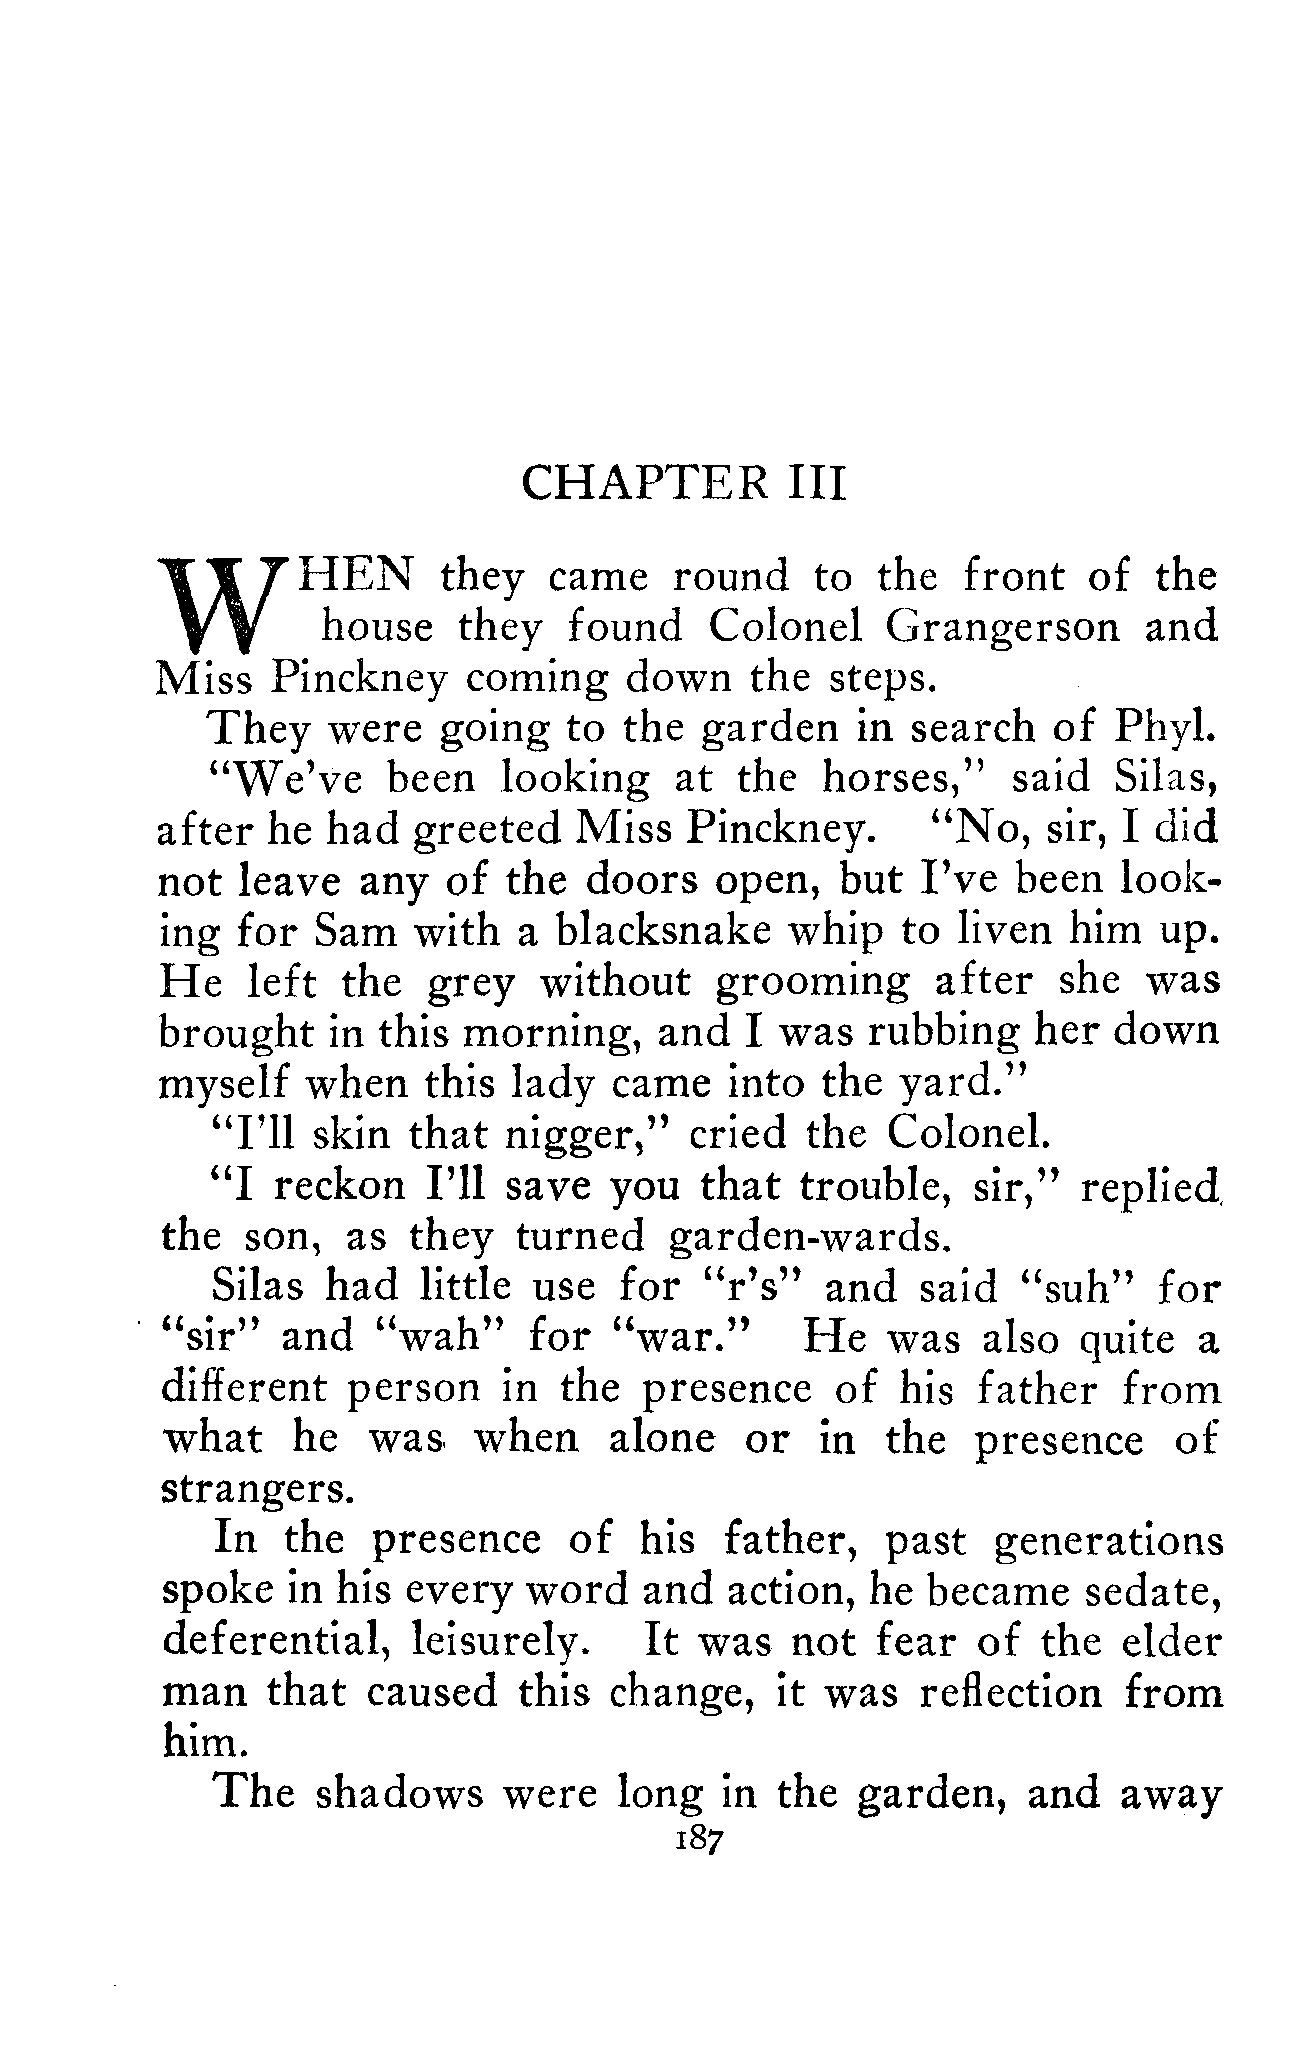 CHAPTER III
WHEN they came round to the front of the
house they found Colonel Grangerson and
Miss Pinckney coming down the steps.
They were going to the garden in search of Phyl.
“We’ve been looking at the horses,” said Silas,
after he had greeted Miss Pinckney. “No, sir, I did
not leave any of the doors open, but I’ve been look-
ing for Sam with a blacksnake whip to liven him up.
He left the grey without grooming after she was
brought in this morning, and I was rubbing her down
myself when this lady came into the yard.”
“I’ll skin that nigger,” cried the Colonel.
“I reckon I’ll save you that trouble, sir,” replied
the son, as they turned garden-wards.
Silas had little use for “r’s” and said “suh” for
“sir” and “wah” for “war.” He was also quite a
different person in the presence of his father from
what he was when alone or in the presence of
strangers.
In the presence of his father, past generations
spoke in his every word and action, he became sedate,
deferential, leisurely. It was not fear of the elder
man that caused this change, it was reflection from
him.
The shadows were long in the garden, and away
187